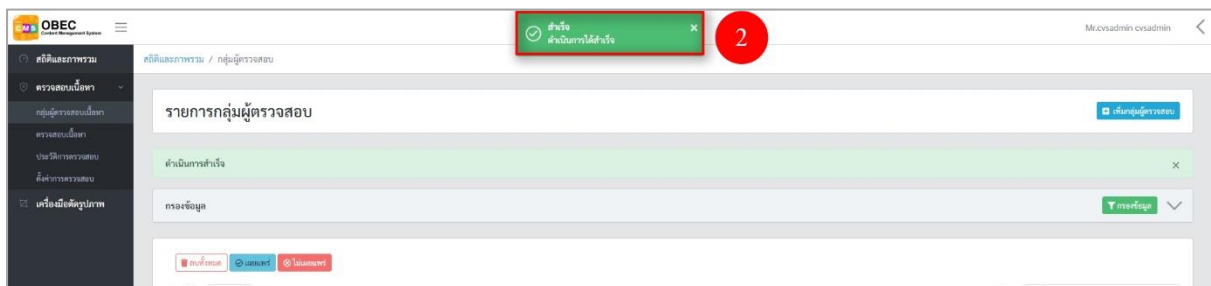 CMS OBEC
Content Management System
สำเร็จ
ดำเนินการได้สำเร็จ
×
2
Mr.cvsadmin cvsadmin
สถิติและภาพรวม
สถิติและภาพรวม / กลุ่มผู้ตรวจสอบ
ตรวจสอบเนื้อหา
กลุ่มผู้ตรวจสอบเนื้อหา
ตรวจสอบเนื้อหา
ประวัติการตรวจสอบ
ตั้งค่าการตรวจสอบ
เครื่องมือตัดรูปภาพ
รายการกลุ่มผู้ตรวจสอบ
เพิ่มกลุ่มผู้ตรวจสอบ
ดำเนินการสำเร็จ
×
กรองข้อมูล
กรองข้อมูล
ลบทั้งหมด เผยแพร่ ไม่เผยแพร่